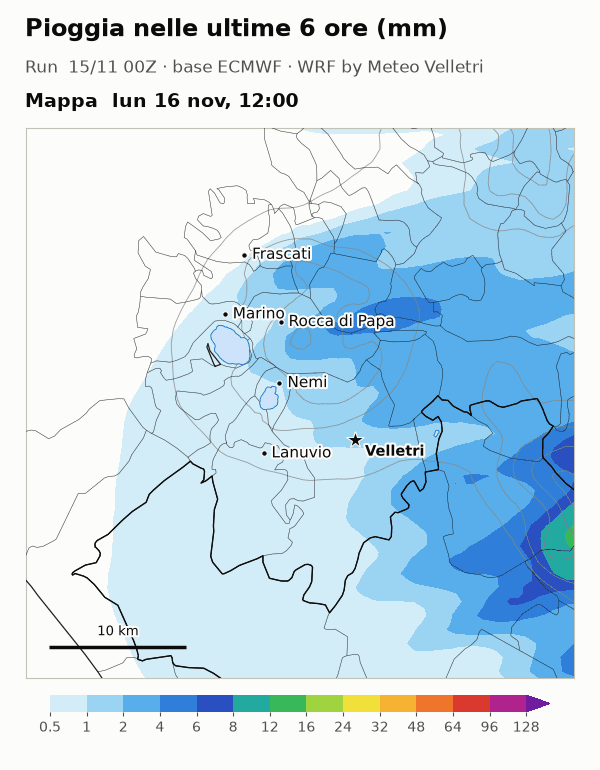 Pioggia nelle ultime 6 ore (mm)
Run  15/11 00Z · base ECMWF · WRF by Meteo Velletri
Mappa  lun 16 nov, 12:00
Frascati
Marino
Rocca di Papa
Nemi
Velletri
Lanuvio
10 km
0.5 1 2 4 6 8 12 16 24 32 48 64 96 128